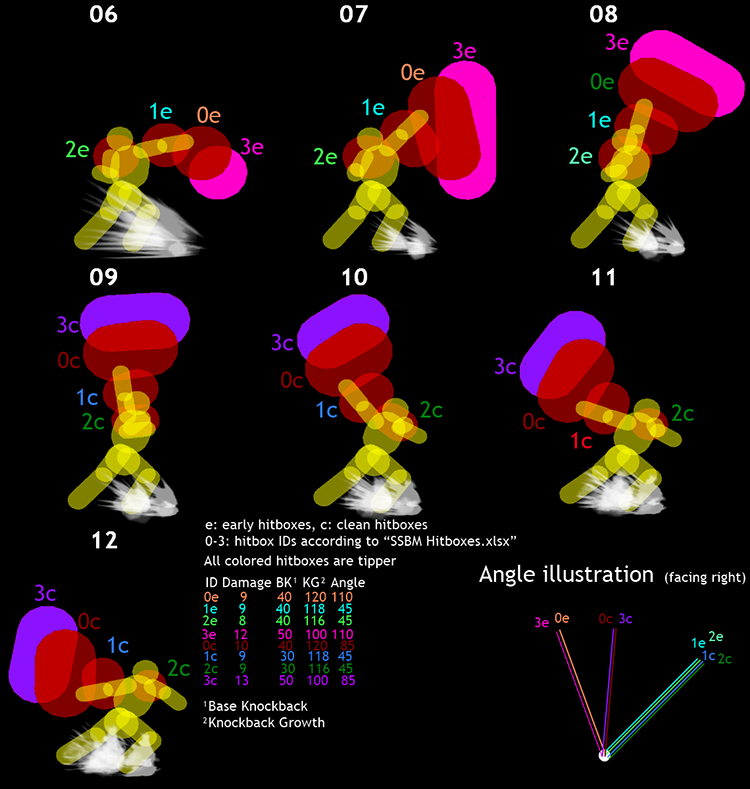 06
07
08
2e
1e
0e
3e
2e
1e
0e
3e
3e
0e
1e
2e
09
10
11
3c
0c
1c
2c
3c
0c
1c
2c
3c
0c
1c
2c
12
3c
0c
1c
2c
e: early hitboxes, c: clean hitboxes
0-3: hitbox IDs according to “SSBM Hitboxes.xlsx”
All colored hitboxes are tipper
ID Damage BK¹ KG² Angle
0e 9 40 120 110
1e 9 40 118 45
2e 8 40 116 45
3e 12 50 100 110
0c 10 40 120 85
1c 9 30 118 45
2c 9 30 116 45
3c 13 50 100 85
¹Base Knockback
²Knockback Growth
Angle illustration (facing right)
3e 0e 0c 3c
1e 2e
1c 2c